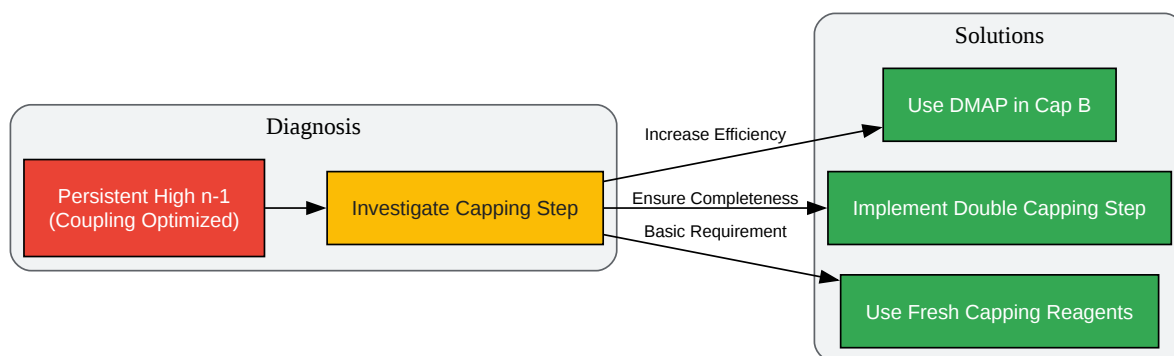 Diagnosis
Persistent High n-1
(Coupling Optimized)
Investigate Capping Step
Increase Efficiency
Ensure Completeness
Basic Requirement
Solutions
Use DMAP in Cap B
Implement Double Capping Step
Use Fresh Capping Reagents